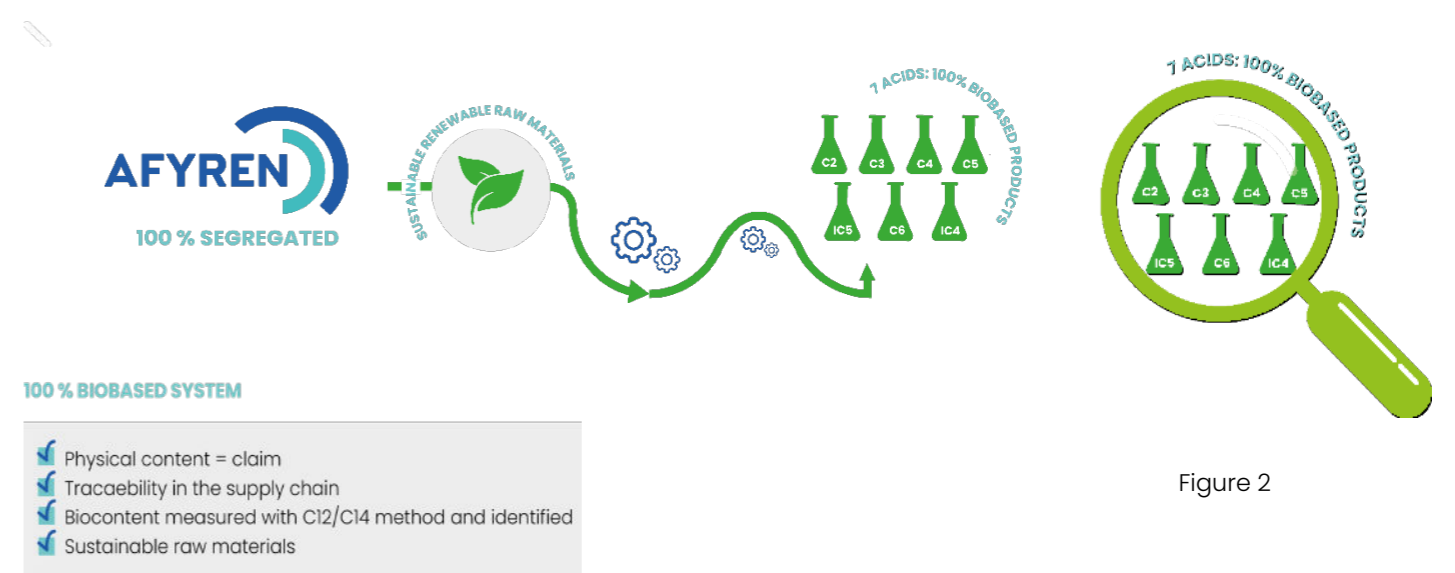 AFYREN
100 % SEGREGATED
SUSTAINABLE RENEWABLE RAW MATERIALS
7 ACIDS: 100% BIOBASED PRODUCTS
C2 C3 C4 C5
IC5 C6 IC4
7 ACIDS: 100% BIOBASED PRODUCTS
C2 C3 C4 C5
IC5 C6 IC4
100 % BIOBASED SYSTEM
Physical content = claim
Tracaebility in the supply chain
Biocontent measured with C12/C14 method and identified
Sustainable raw materials
Figure 2